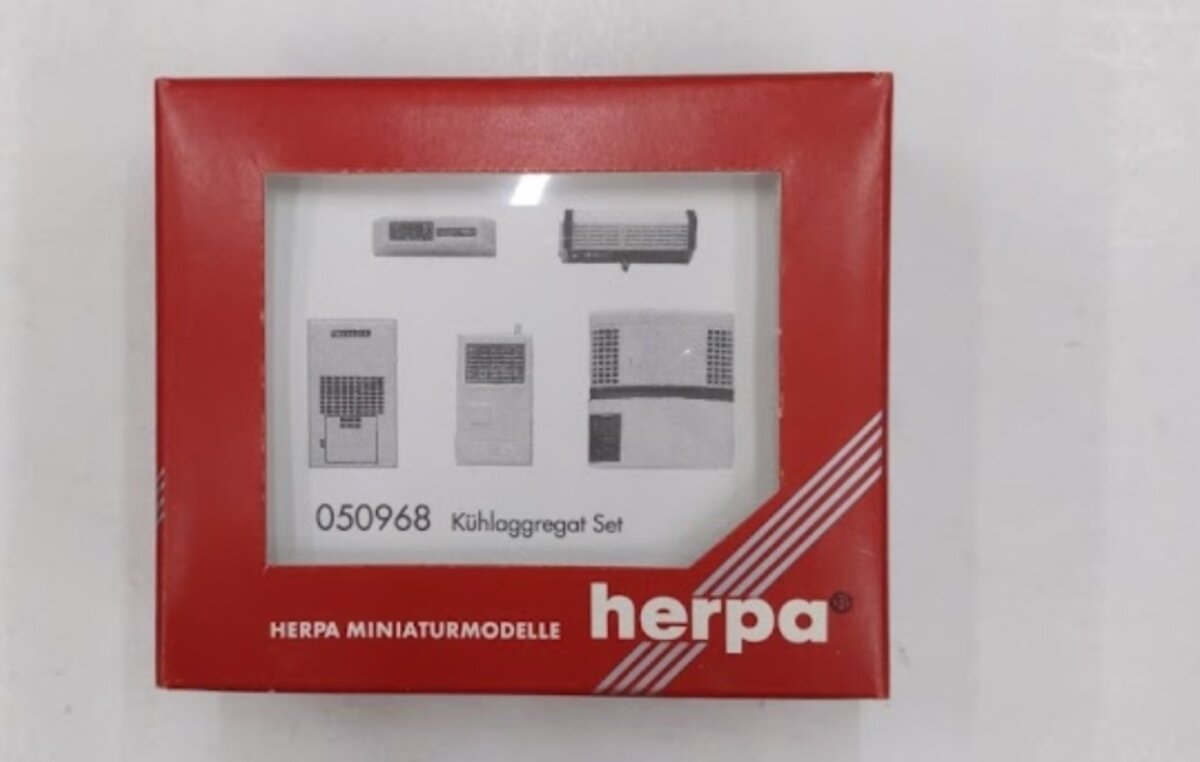 050968 Kühlaggregat Set
HERPA MINIATURMODELLE
herpa®